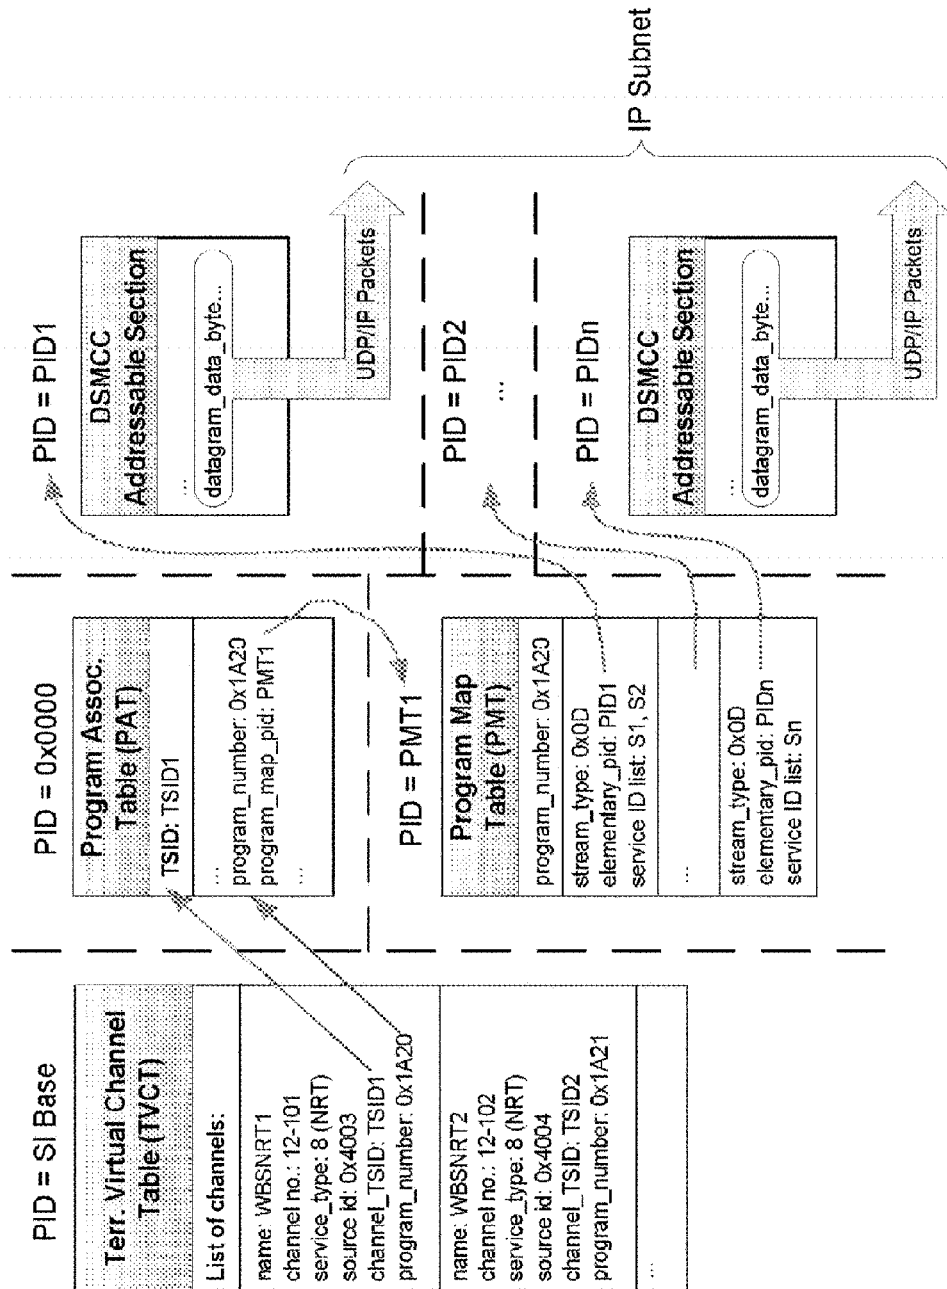 PID = SI Base
Terr. Virtual Channel
Table (TVCT)
List of channels:
name: WBSNRT1
channel no.: 12-101
service_type: 8 (NRT)
source id: 0x4003
channel_TSID: TSID1
program_number: 0x1A20
name: WBSNRT2
channel no.: 12-102
service_type: 8 (NRT)
source id: 0x4004
channel_TSID: TSID2
program_number: 0x1A21
...
PID = 0x0000
Program Assoc.
Table (PAT)
TSID: TSID1
...
program_number: 0x1A20
program_map_pid: PMT1
...
PID = PMT1
Program Map
Table (PMT)
program_number: 0x1A20
stream_type: 0x0D
elementary_pid: PID1
service ID list: S1, S2
...
stream_type: 0x0D
elementary_pid: PIDn
service ID list: Sn
PID = PID1
DSMCC
Addressable Section
...
datagram_data_byte...
UDP/IP Packets
PID = PID2
...
PID = PIDn
DSMCC
Addressable Section
...
datagram_data_byte...
UDP/IP Packets
IP Subnet